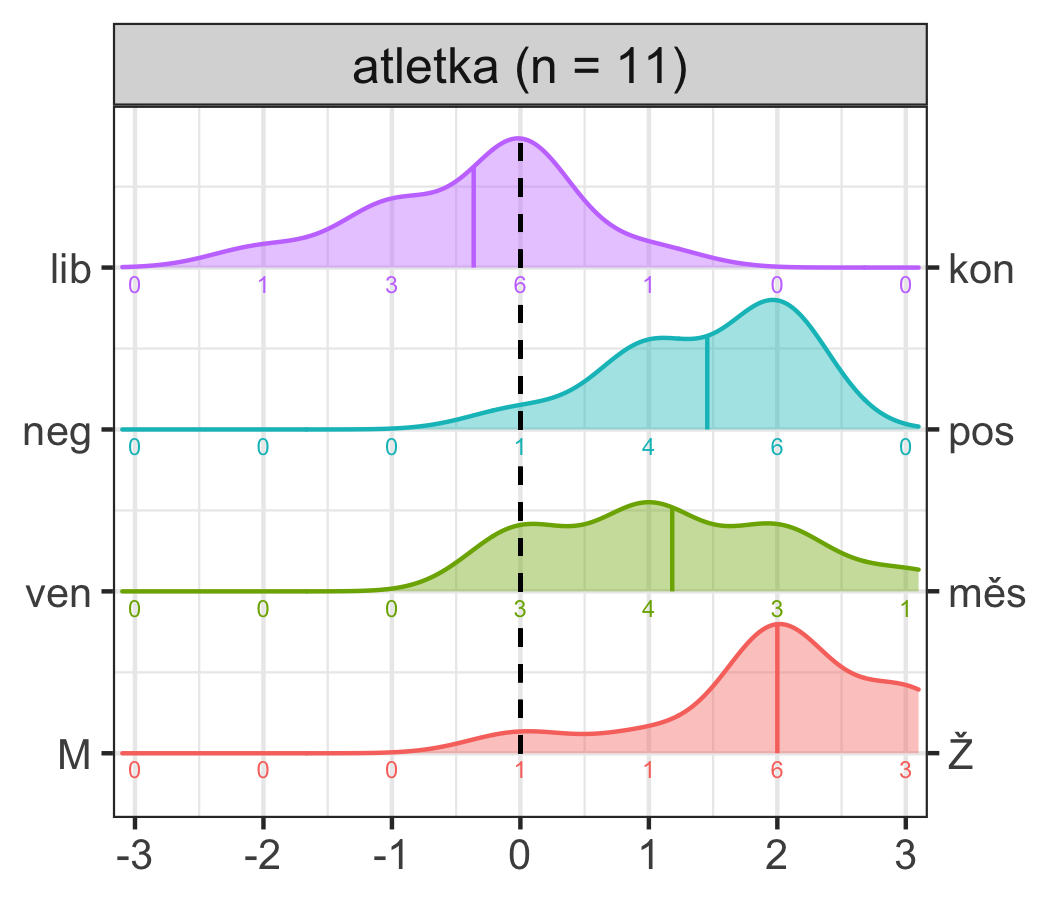 atletka (n = 11)
lib kon
0 1 3 6 1 0 0
neg pos
0 0 0 1 4 6 0
ven měs
0 0 0 3 4 3 1
M Ž
0 0 0 1 1 6 3
-3 -2 -1 0 1 2 3